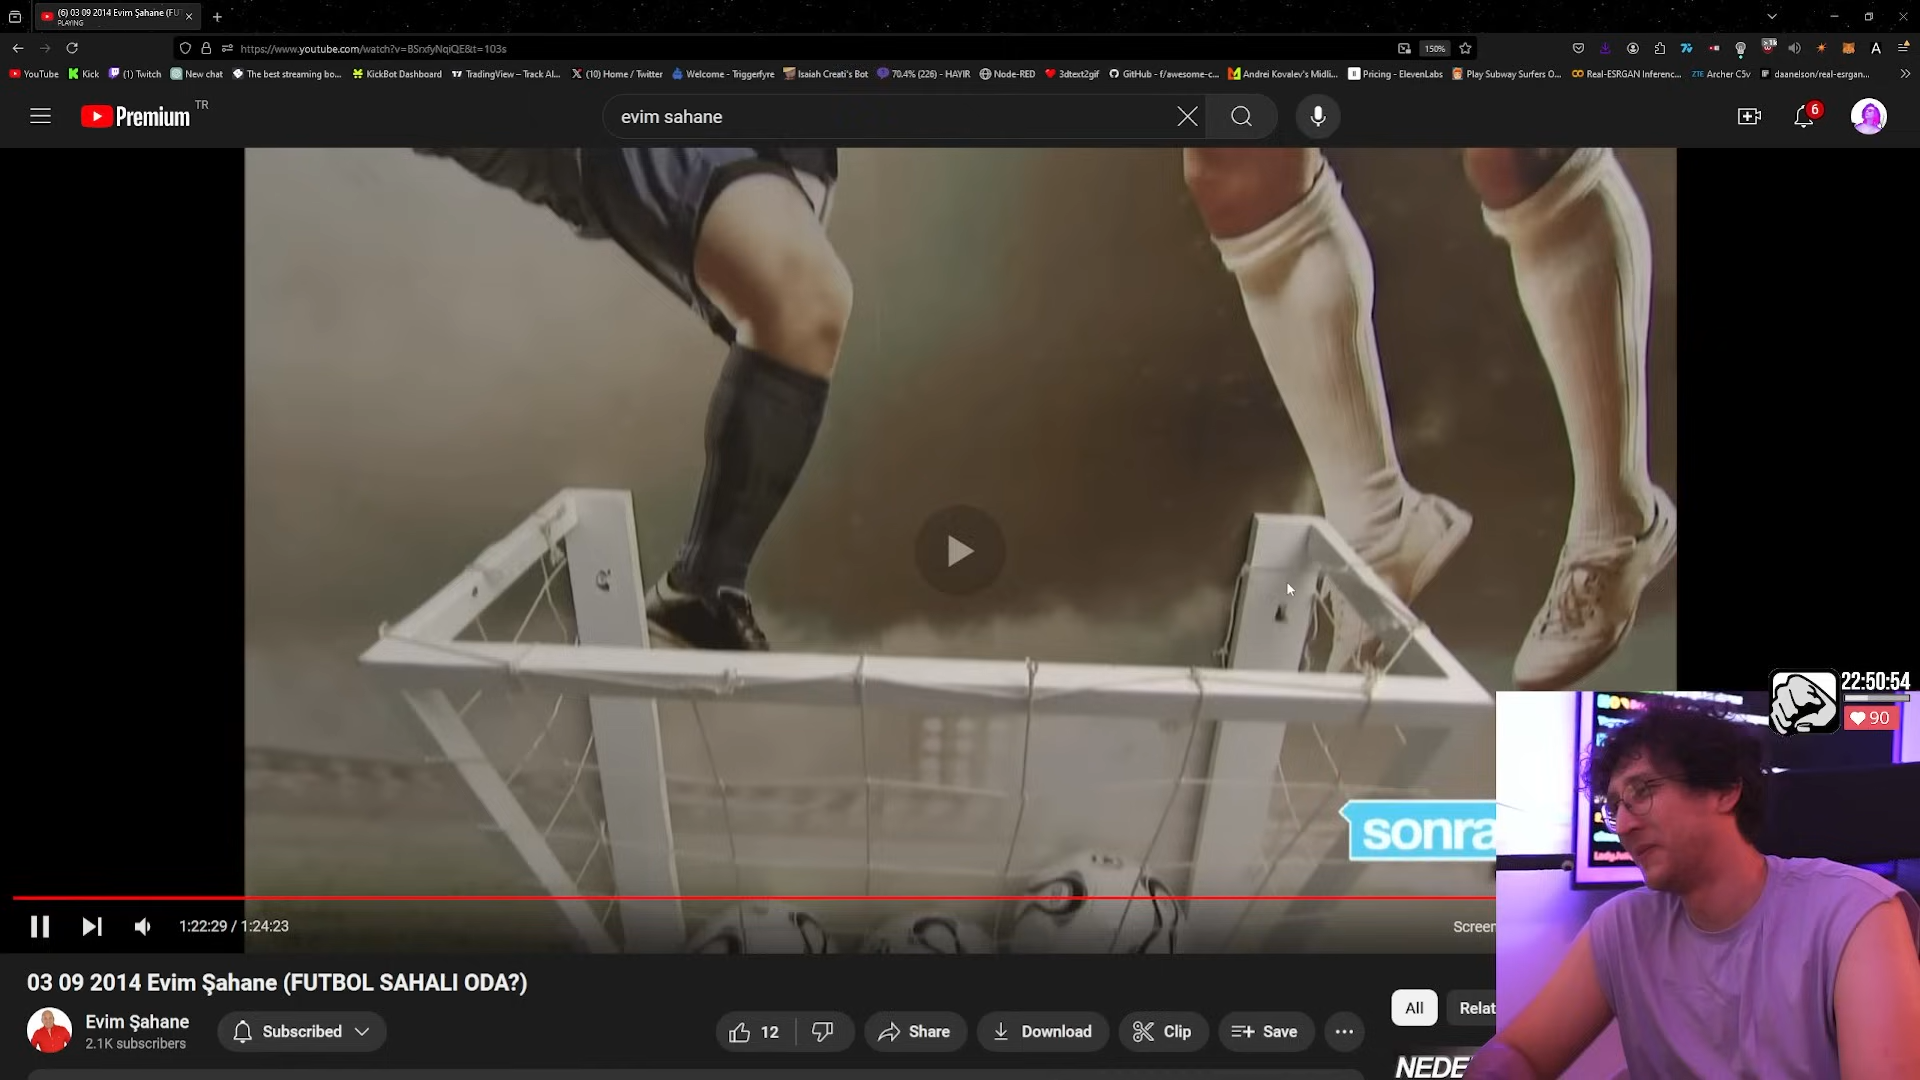 (6) 03 09 2014 Evim Şahane (FU
PLAYING
https://www.youtube.com/watch?v=BSrxfyNqiQE&t=103s
150%
YouTube
Kick
(1) Twitch
New chat
The best streaming bo...
KickBot Dashboard
TradingView – Track Al...
(10) Home / Twitter
Welcome - Triggerfyre
Isaiah Creati's Bot
70.4% (226) - HAYIR
Node-RED
3dtext2gif
GitHub - f/awesome-c...
Andrei Kovalev's Midli...
Pricing - ElevenLabs
Play Subway Surfers O...
Real-ESRGAN Inferenc...
ZTE Archer C5v
daanelson/real-esrgan...
Premium TR
evim sahane
6
22:50:54
90
sonra
1:22:29 / 1:24:23
Screen
03 09 2014 Evim Şahane (FUTBOL SAHALI ODA?)
Evim Şahane
2.1K subscribers
Subscribed
12
Share
Download
Clip
Save
All
Relat
NEDE